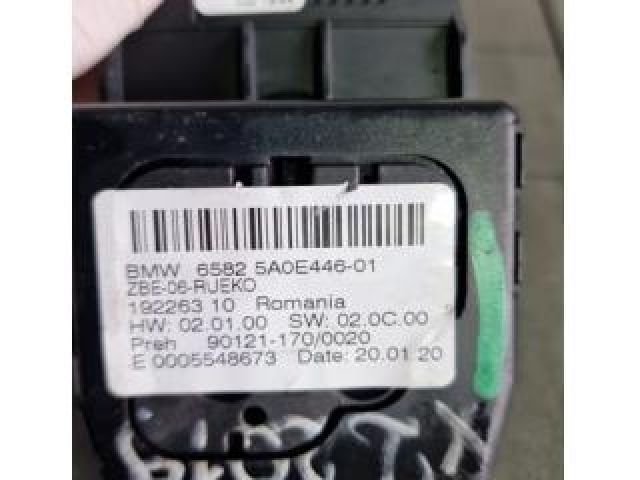 BMW 6582 5A0E446-01
ZBE-06-RUEKO
192263 10 Romania
HW: 02.01.00 SW: 02.0C.00
Preh 90121-170/0020
E 0005548673 Date: 20.01.20